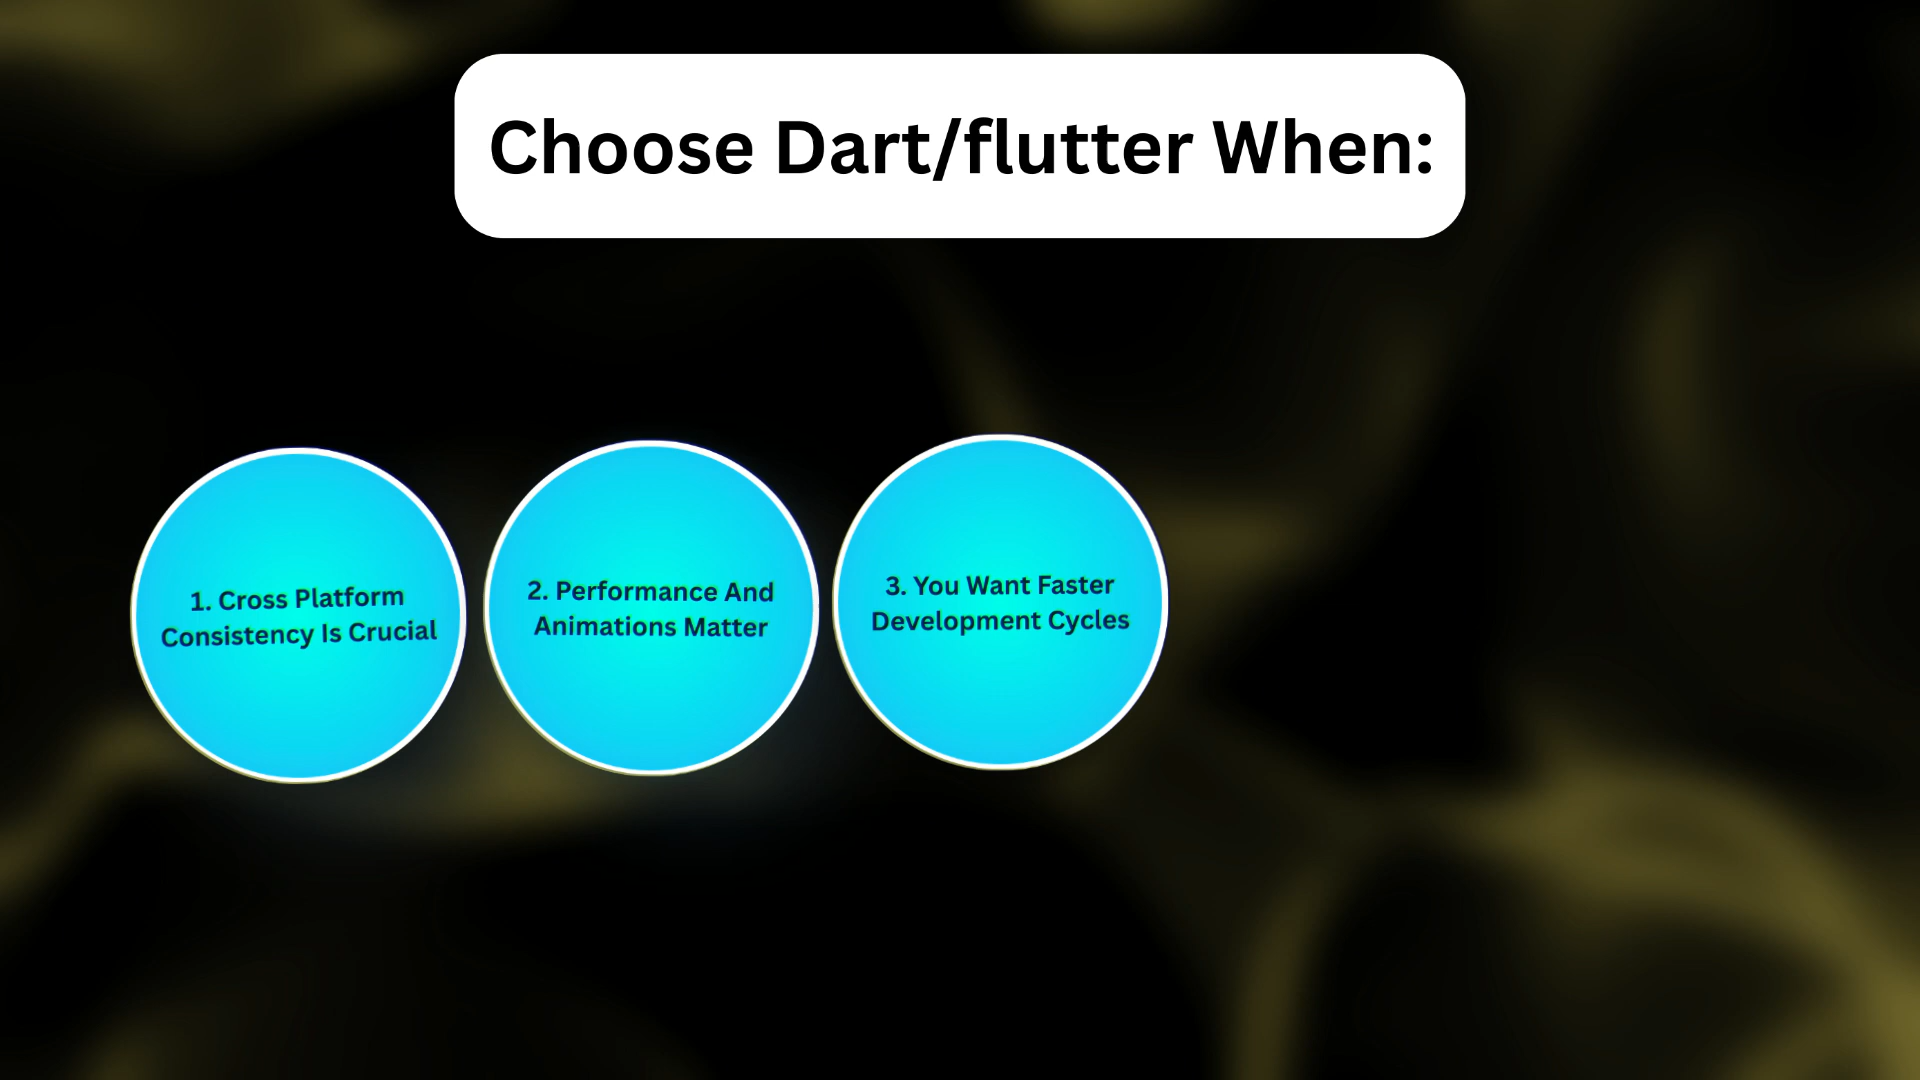 Choose Dart/flutter When:
1. Cross Platform
Consistency Is Crucial
2. Performance And
Animations Matter
3. You Want Faster
Development Cycles